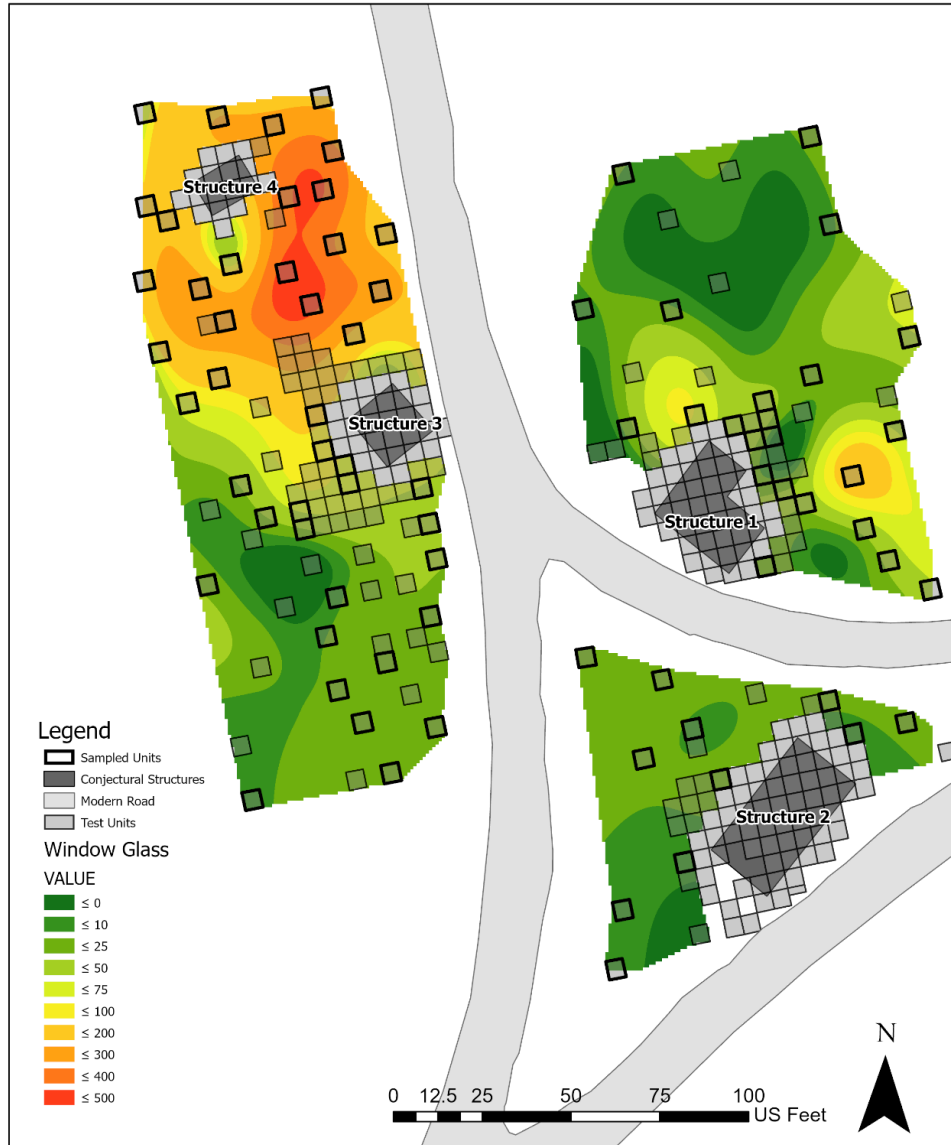 Structure 4
Structure 3
Structure 1
Structure 2
Legend
Sampled Units
Conjectural Structures
Modern Road
Test Units
Window Glass
VALUE
≤ 0
≤ 10
≤ 25
≤ 50
≤ 75
≤ 100
≤ 200
≤ 300
≤ 400
≤ 500
N
0 12.5 25 50 75 100
US Feet